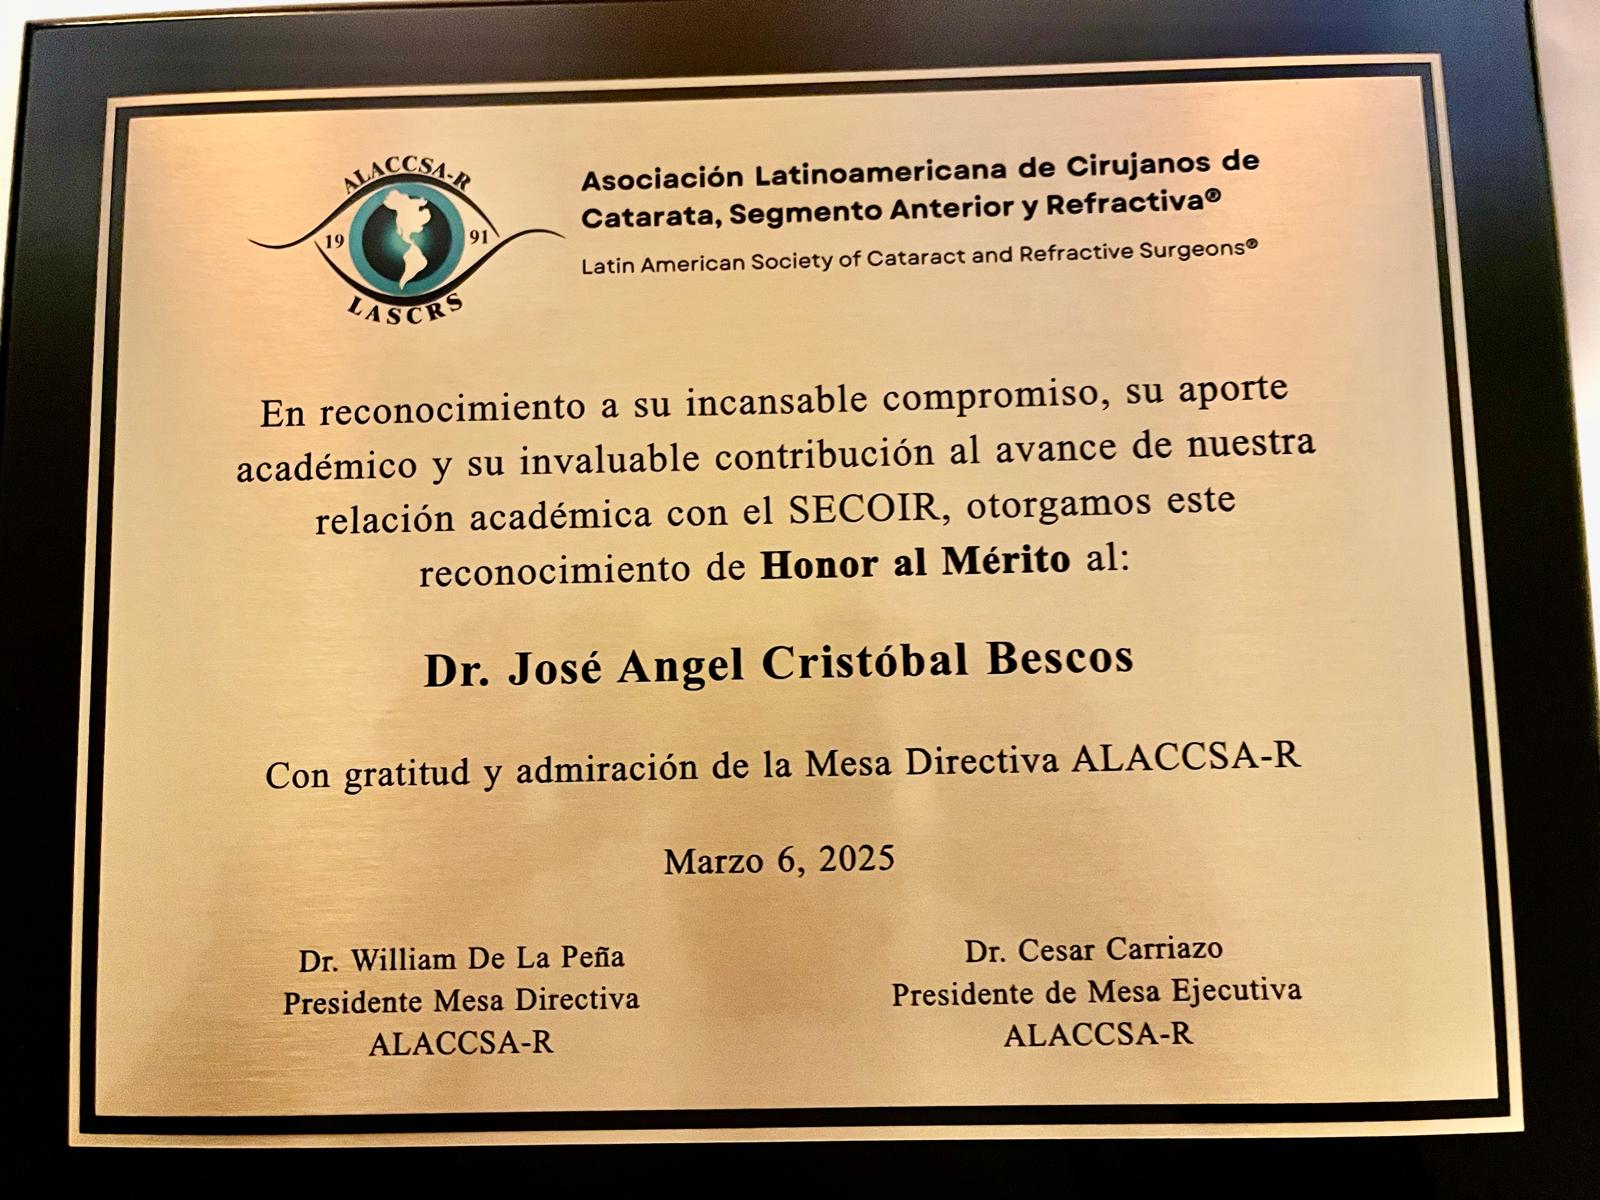 ALACCSA-R
19 91
LASCRS
Asociación Latinoamericana de Cirujanos de
Catarata, Segmento Anterior y Refractiva®
Latin American Society of Cataract and Refractive Surgeons®
En reconocimiento a su incansable compromiso, su aporte
académico y su invaluable contribución al avance de nuestra
relación académica con el SECOIR, otorgamos este
reconocimiento de Honor al Mérito al:
Dr. José Angel Cristóbal Bescos
Con gratitud y admiración de la Mesa Directiva ALACCSA-R
Marzo 6, 2025
Dr. William De La Peña
Presidente Mesa Directiva
ALACCSA-R
Dr. Cesar Carriazo
Presidente de Mesa Ejecutiva
ALACCSA-R